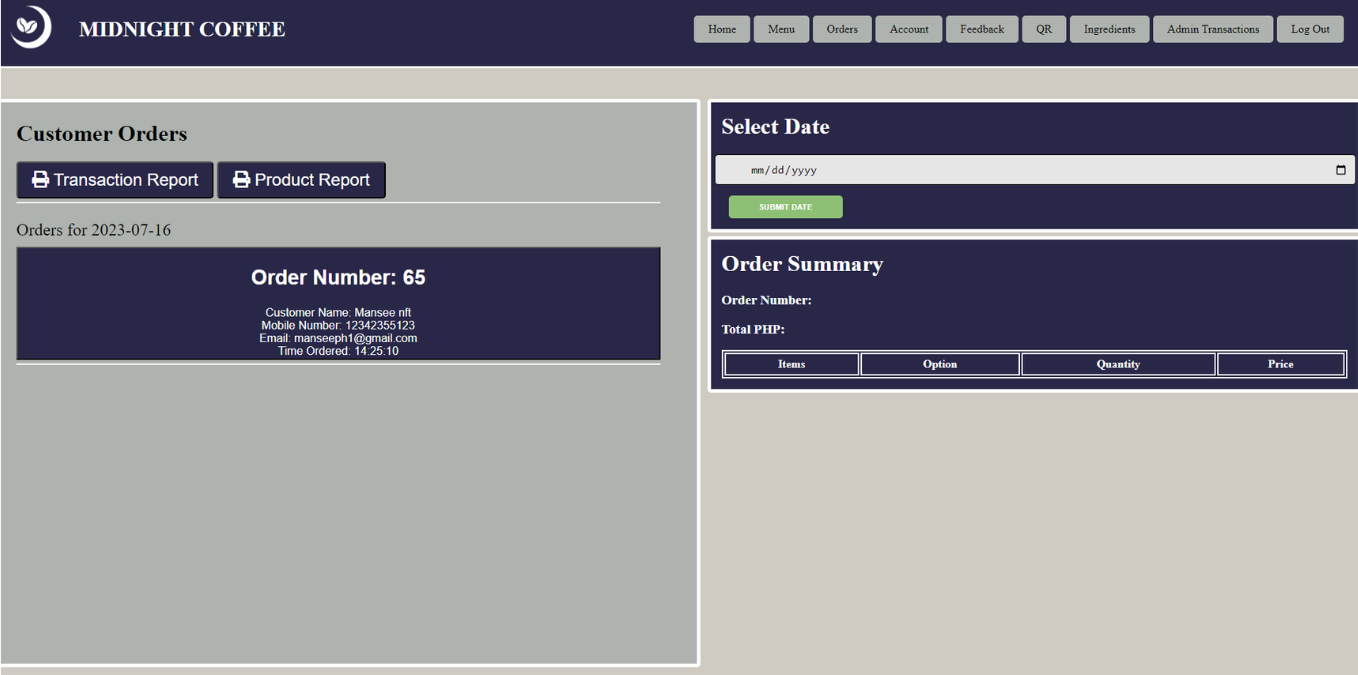 MIDNIGHT COFFEE
Home Menu Orders Account Feedback QR Ingredients Admin Transactions Log Out
Customer Orders
Transaction Report Product Report
Orders for 2023-07-16
Order Number: 65
Customer Name: Mansee nft
Mobile Number: 12342355123
Email: manseeph1@gmail.com
Time Ordered: 14:25:10
Select Date
mm/dd/yyyy
SUBMIT DATE
Order Summary
Order Number:
Total PHP:
Items Option Quantity Price